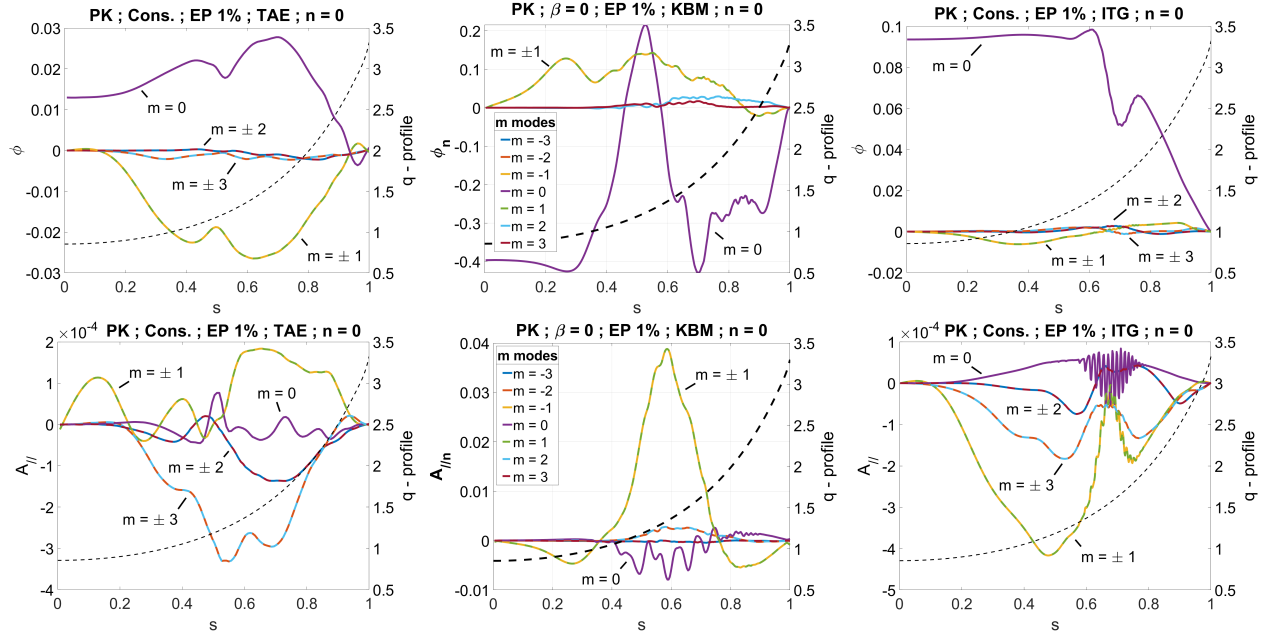 PK ; Cons. ; EP 1% ; TAE ; n = 0
0.03
0.02
0.01
0
-0.01
-0.02
-0.03
ϕ
m = 0
m = ± 2
m = ± 3
m = ± 1
3.5
3
2.5
2
1.5
1
0.5
q - profile
0 0.2 0.4 0.6 0.8 1
s
PK ; β = 0 ; EP 1% ; KBM ; n = 0
0.2
0.1
0
-0.1
-0.2
-0.3
-0.4
ϕn
m = ±1
m modes
m = -3
m = -2
m = -1
m = 0
m = 1
m = 2
m = 3
m = 0
3.5
3
2.5
2
1.5
1
0.5
q - profile
0 0.2 0.4 0.6 0.8 1
s
PK ; Cons. ; EP 1% ; ITG ; n = 0
0.1
0.08
0.06
0.04
0.02
0
-0.02
ϕ
m = 0
m = ± 2
m = ± 1
m = ± 3
3.5
3
2.5
2
1.5
1
0.5
q - profile
0 0.2 0.4 0.6 0.8 1
s
×10-4
PK ; Cons. ; EP 1% ; TAE ; n = 0
2
1
0
-1
-2
-3
-4
A//
m = ± 1
m = 0
m = ± 2
m = ± 3
3.5
3
2.5
2
1.5
1
0.5
q - profile
0 0.2 0.4 0.6 0.8 1
s
PK ; β = 0 ; EP 1% ; KBM ; n = 0
0.04
0.03
0.02
0.01
0
-0.01
A//n
m modes
m = -3
m = -2
m = -1
m = 0
m = 1
m = 2
m = 3
m = ± 1
m = 0
3.5
3
2.5
2
1.5
1
0.5
q - profile
0 0.2 0.4 0.6 0.8 1
s
×10-4
PK ; Cons. ; EP 1% ; ITG ; n = 0
1
0
-1
-2
-3
-4
-5
A//
m = 0
m = ± 2
m = ± 3
m = ± 1
3.5
3
2.5
2
1.5
1
0.5
q - profile
0 0.2 0.4 0.6 0.8 1
s